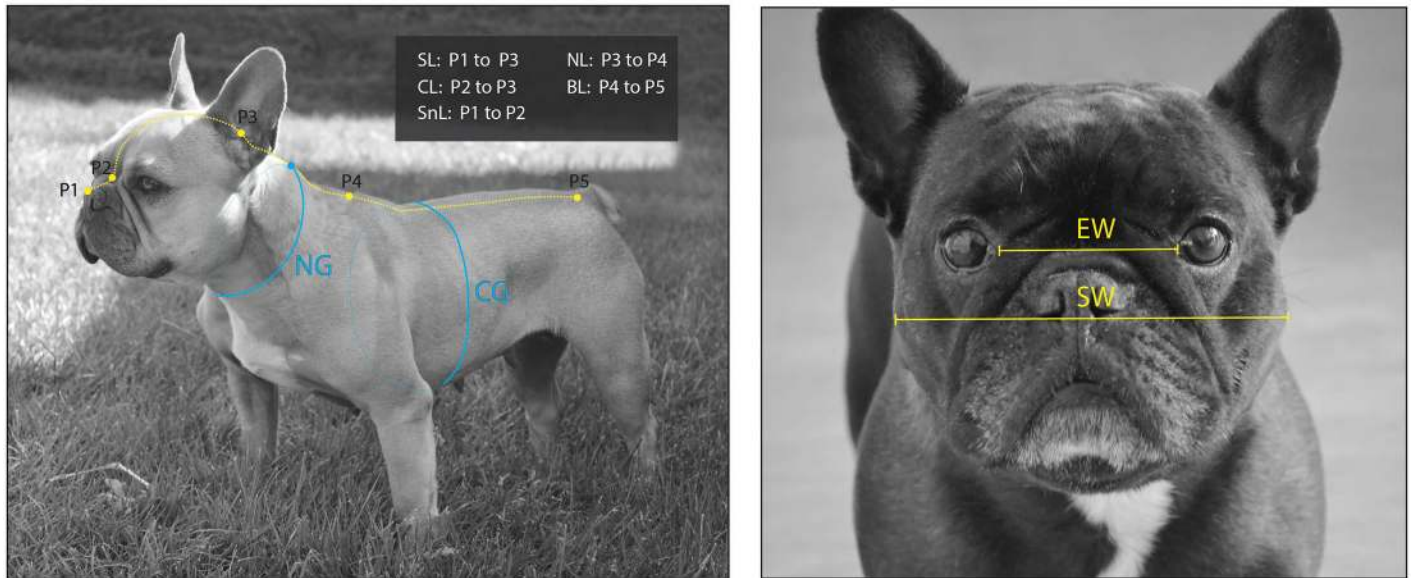 SL: P1 to P3 NL: P3 to P4
CL: P2 to P3 BL: P4 to P5
SnL: P1 to P2
P3
P2
P1
P4
P5
NG
CG
EW
SW